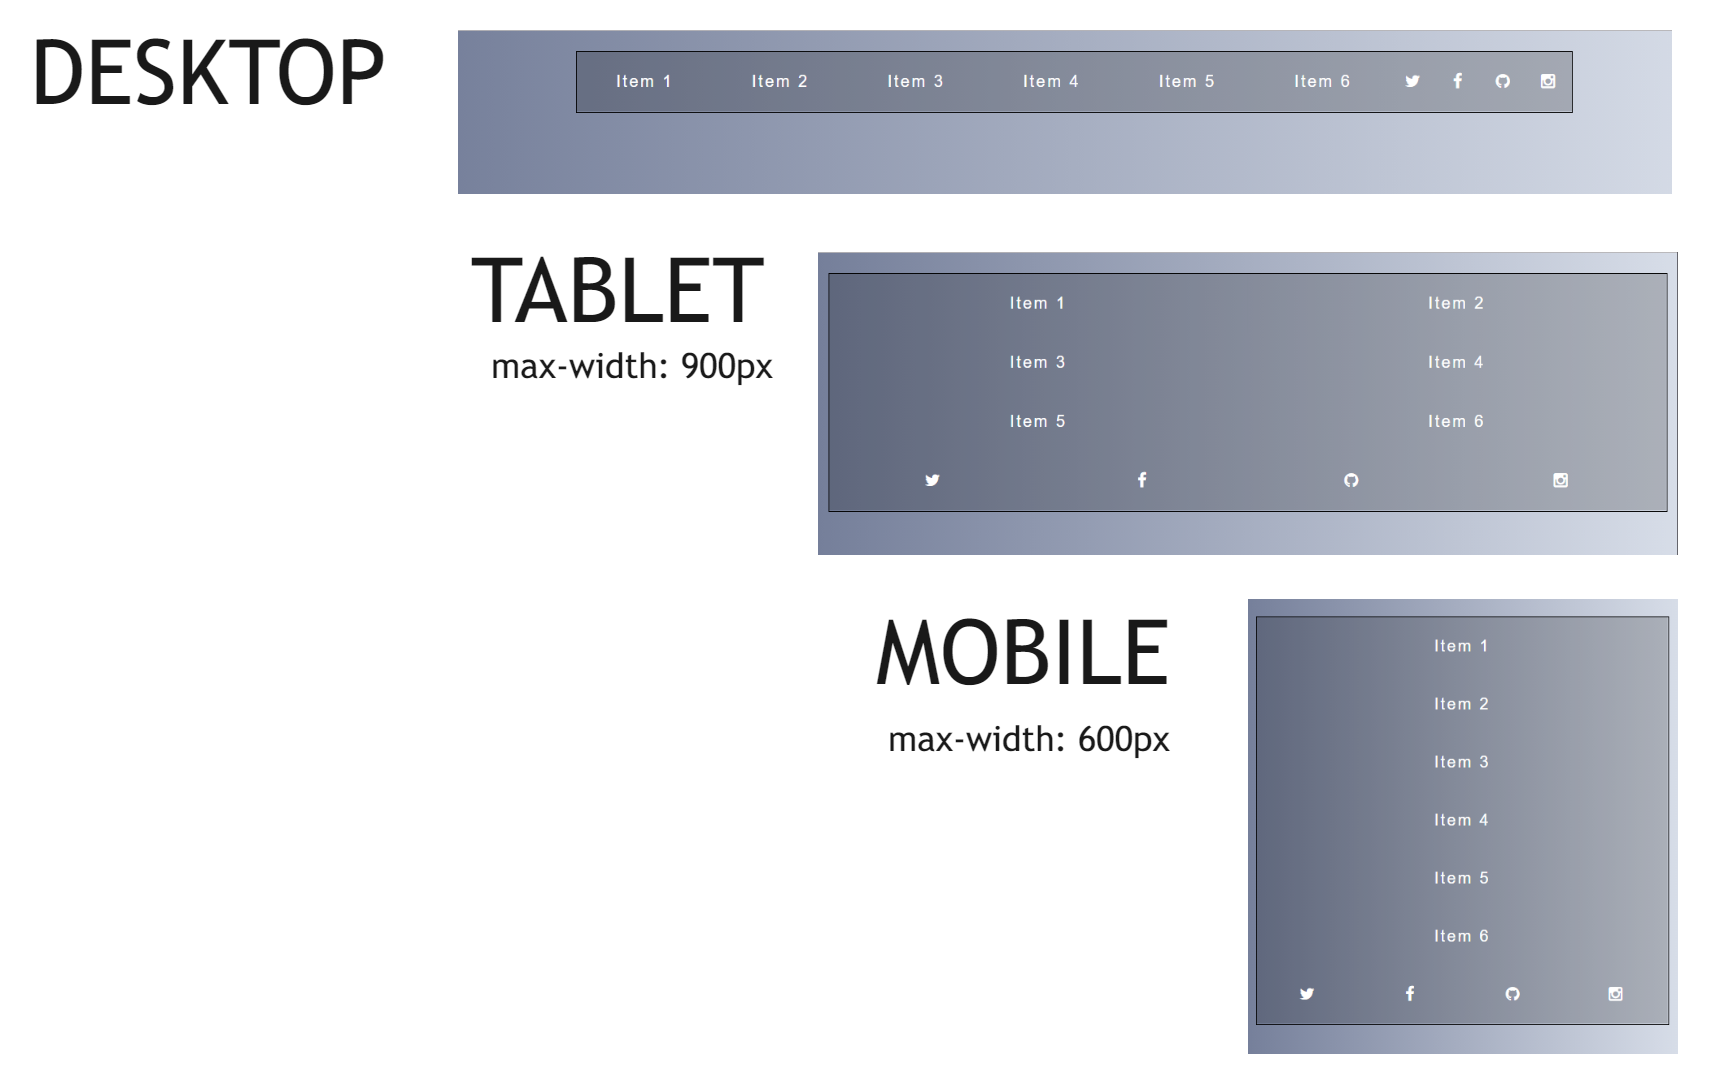 DESKTOP
Item 1 Item 2 Item 3 Item 4 Item 5 Item 6
TABLET
max-width: 900px
Item 1 Item 2
Item 3 Item 4
Item 5 Item 6
MOBILE
max-width: 600px
Item 1
Item 2
Item 3
Item 4
Item 5
Item 6